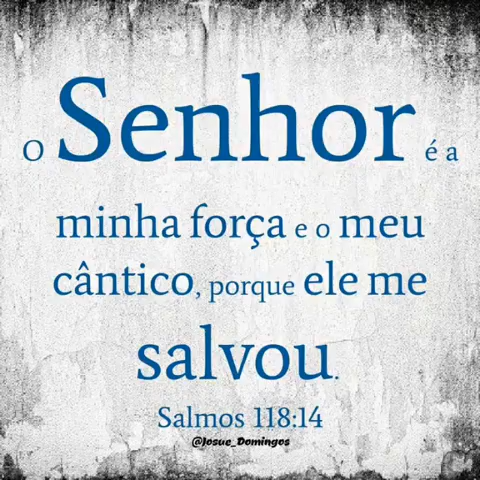 O Senhor é a
minha força e o meu
cântico, porque ele me
salvou.
Salmos 118:14
@Josue_Domingos